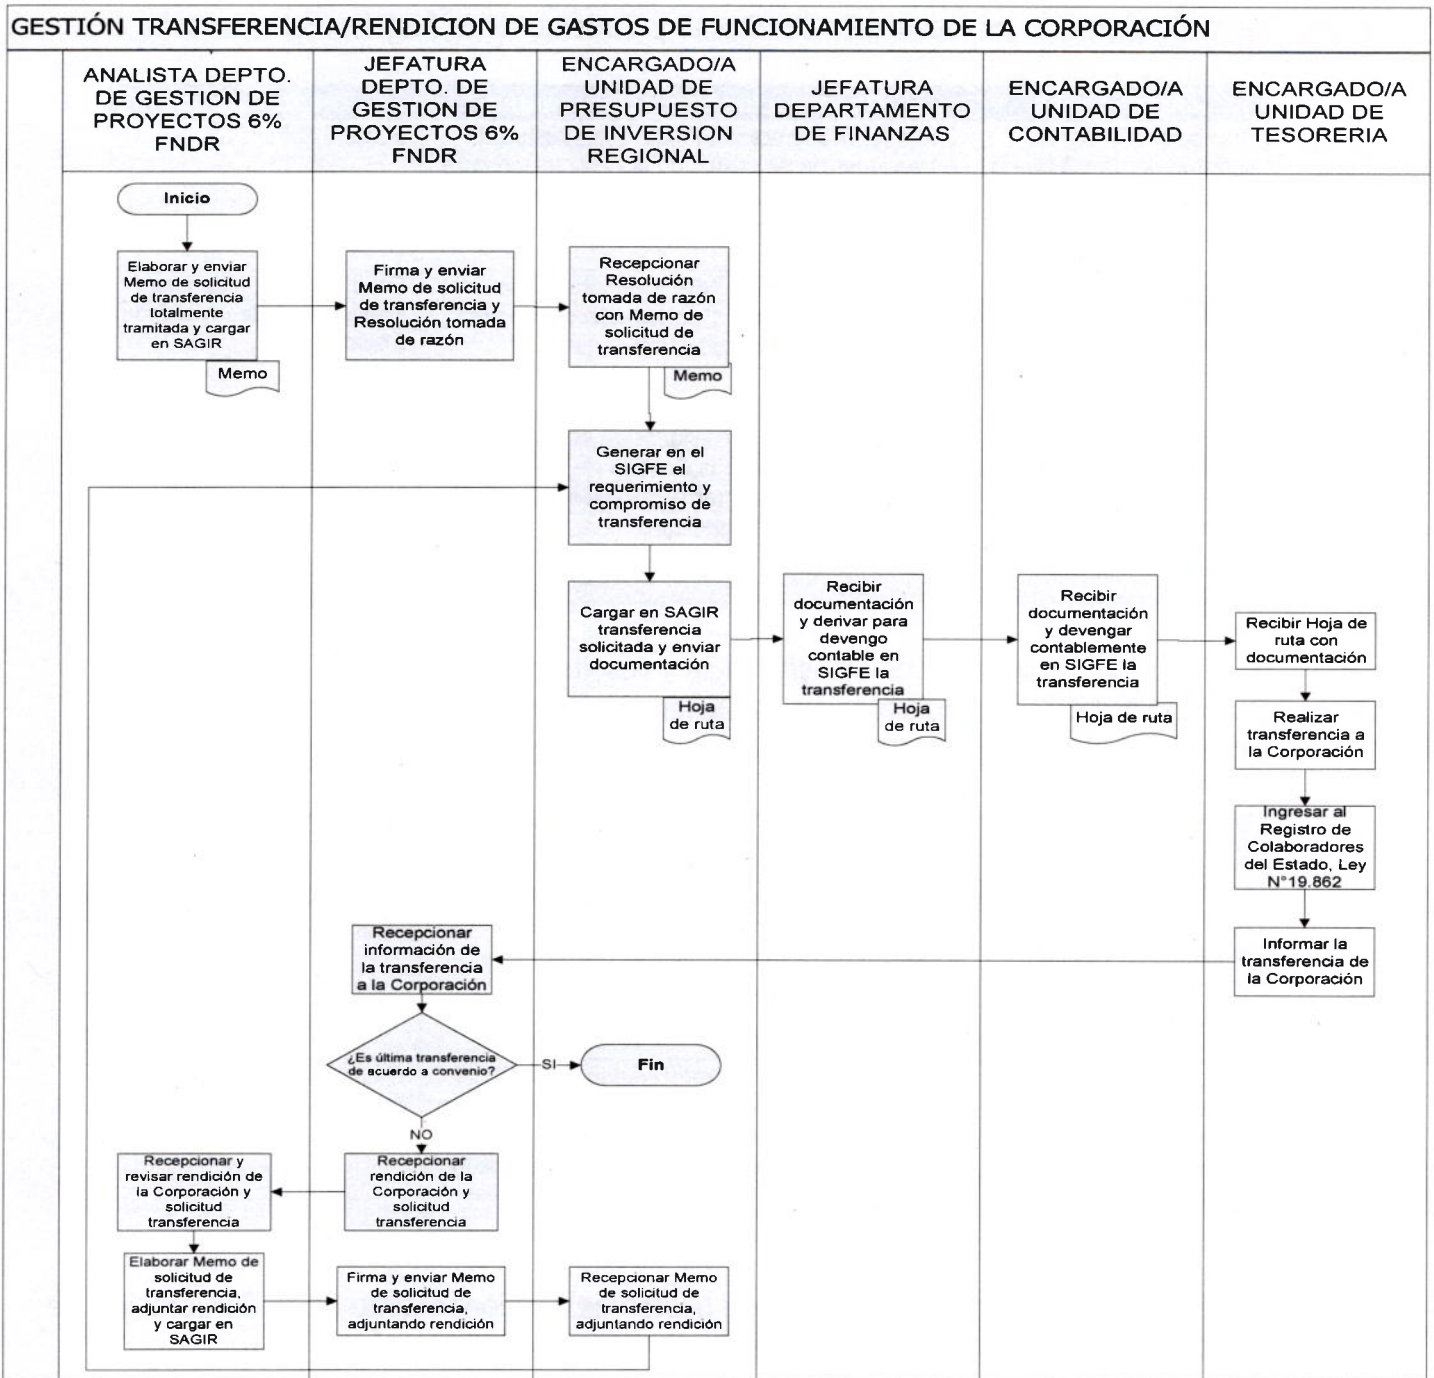 GESTIÓN TRANSFERENCIA/RENDICION DE GASTOS DE FUNCIONAMIENTO DE LA CORPORACIÓN
ANALISTA DEPTO.
DE GESTION DE
PROYECTOS 6%
FNDR
JEFATURA
DEPTO. DE
GESTION DE
PROYECTOS 6%
FNDR
ENCARGADO/A
UNIDAD DE
PRESUPUESTO
DE INVERSION
REGIONAL
JEFATURA
DEPARTAMENTO
DE FINANZAS
ENCARGADO/A
UNIDAD DE
CONTABILIDAD
ENCARGADO/A
UNIDAD DE
TESORERIA
Inicio
Elaborar y enviar
Memo de solicitud
de transferencia
totalmente
tramitada y cargar
en SAGIR
Memo
Firma y enviar
Memo de solicitud
de transferencia y
Resolución tomada
de razón
Recepcionar
Resolución
tomada de razón
con Memo de
solicitud de
transferencia
Memo
Generar en el
SIGFE el
requerimiento y
compromiso de
transferencia
Cargar en SAGIR
transferencia
solicitada y enviar
documentación
Hoja
de ruta
Recibir
documentación
y derivar para
devengo
contable en
SIGFE la
transferencia
Hoja
de ruta
Recibir
documentación
y devengar
contablemente
en SIGFE la
transferencia
Hoja de ruta
Recibir Hoja de
ruta con
documentación
Realizar
transferencia a
la Corporación
Ingresar al
Registro de
Colaboradores
del Estado, Ley
N°19.862
Informar la
transferencia de
la Corporación
Recepcionar
información de
la transferencia
a la Corporación
¿Es última transferencia
de acuerdo a convenio?
SI
Fin
NO
Recepcionar
rendición de la
Corporación y
solicitud
transferencia
Recepcionar y
revisar rendición de
la Corporación y
solicitud
transferencia
Elaborar Memo de
solicitud de
transferencia,
adjuntar rendición
y cargar en
SAGIR
Firma y enviar Memo
de solicitud de
transferencia,
adjuntando rendición
Recepcionar Memo
de solicitud de
transferencia,
adjuntando rendición